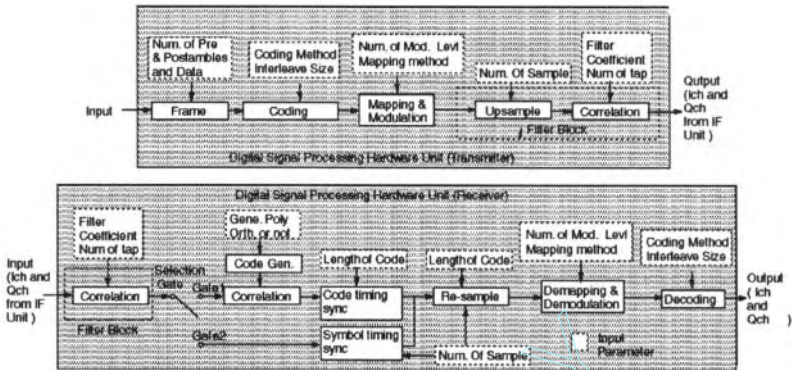 Num. of Pre
& Postambles
and Data
Coding Method
Interleave Size
Num. of Mod. Levl
Mapping method
Num. Of Sample
Filter
Coefficient
Num of tap
Input
Frame
Coding
Mapping &
Modulation
Upsample
Correlation
Output
(Ich and
Qch
from IF
Unit )
Filter Block
Digital Signal Processing Hardware Unit (Transmitter)
Digital Signal Processing Hardware Unit (Receiver)
Filter
Coefficient
Num of tap
Gene. Poly
Orth. or not
Code Gen.
Length of Code
Length of Code
Num. of Mod. Levl
Mapping method
Coding Method
Interleave Size
Input
(Ich and
Qch
from IF
Unit )
Correlation
Filter Block
Selection
Gate
Gate1
Correlation
Code timing
sync
Re-sample
Demapping &
Demodulation
Decoding
Output
( Ich
and
Qch )
Gate2
Symbol timing
sync
Num. Of Sample
Input
Parameter